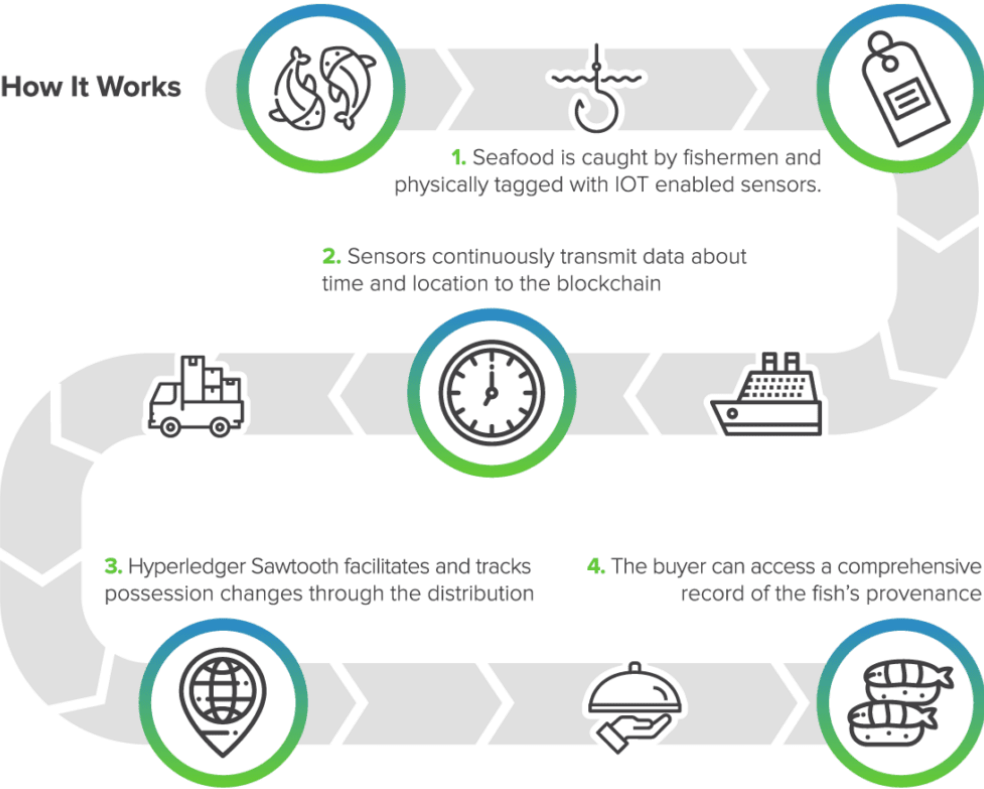 How It Works
1. Seafood is caught by fishermen and
physically tagged with IOT enabled sensors.
2. Sensors continuously transmit data about
time and location to the blockchain
3. Hyperledger Sawtooth facilitates and tracks
possession changes through the distribution
4. The buyer can access a comprehensive
record of the fish's provenance